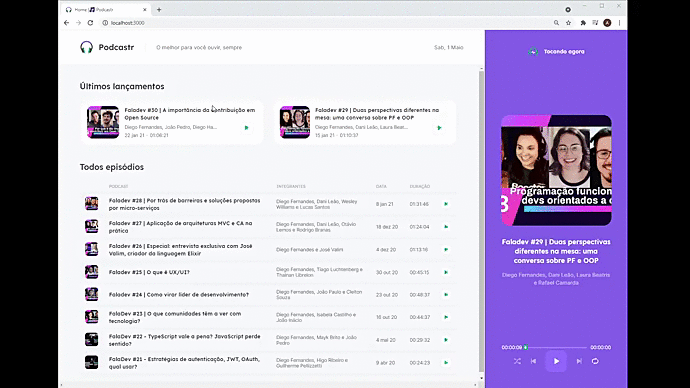 Home | Podcastr
localhost:3000
Podcastr
O melhor para você ouvir, sempre
Sab, 1 Maio
Últimos lançamentos
Faladev #30 | A importância da contribuição em
Open Source
Diego Fernandes, João Pedro, Diego Ha...
22 jan 21 · 01:08:21
Faladev #29 | Duas perspectivas diferentes na
mesa: uma conversa sobre PF e OOP
Diego Fernandes, Dani Leão, Laura Beat...
15 jan 21 · 01:10:37
Todos episódios
PODCAST INTEGRANTES DATA DURAÇÃO
Faladev #28 | Por trás de barreiras e soluções propostas
por micro-serviços
Diego Fernandes, Dani Leão, Wesley
Williams e Lucas Santos
8 jan 21
01:31:46
Faladev #27 | Aplicação de arquiteturas MVC e CA na
prática
Diego Fernandes, Dani Leão, Otávio
Lemos e Rodrigo Branas
18 dez 20
01:24:04
Faladev #26 | Especial: entrevista exclusiva com José
Valim, criador da linguagem Elixir
Diego Fernandes e José Valim
4 dez 20
01:13:16
Faladev #25 | O que é UX/UI?
Diego Fernandes, Tiago Luchtenberg e
Thainan Librelon
30 out 20
00:45:15
Faladev #24 | Como virar líder de desenvolvimento?
Diego Fernandes, João Paulo e Cleiton
Souza
23 out 20
00:48:37
FalaDev #23 | O que comunidades têm a ver com
tecnologia?
Diego Fernandes, Isabela Castilho e
João Inácio
16 out 20
00:44:37
FalaDev #22 - TypeScript vale a pena? JavaScript perde
sentido?
Diego Fernandes, Mayk Brito e João
Pedro
4 mai 20
00:29:32
FalaDev #21 - Estratégias de autenticação, JWT, OAuth,
qual usar?
Diego Fernandes, Higo Ribeiro e
Guilherme Pellizzetti
9 abr 20
00:24:23
Tocando agora
Programação funcion
devs orientados a o
Faladev #29 | Duas perspectivas
diferentes na mesa: uma
conversa sobre PF e OOP
Diego Fernandes, Dani Leão, Laura Beatris
e Rafael Camarda
00:00:00